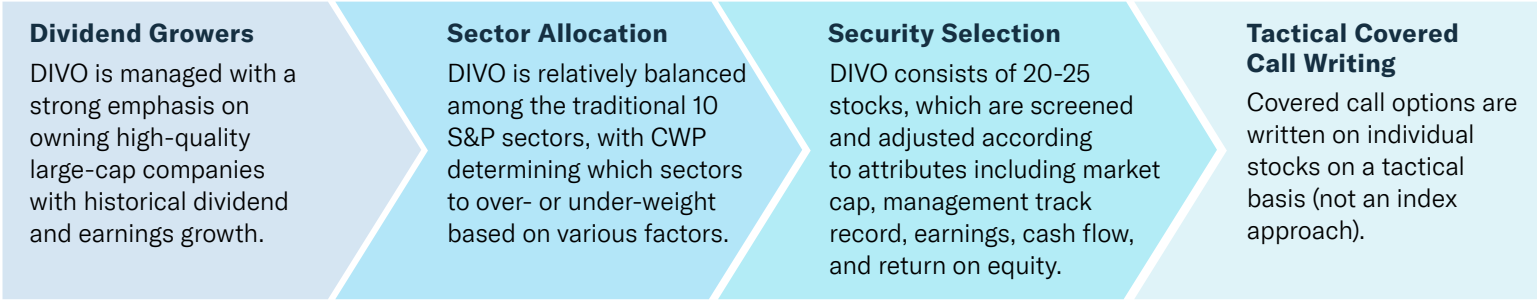 Dividend Growers
DIVO is managed with a
strong emphasis on
owning high-quality
large-cap companies
with historical dividend
and earnings growth.
Sector Allocation
DIVO is relatively balanced
among the traditional 10
S&P sectors, with CWP
determining which sectors
to over- or under-weight
based on various factors.
Security Selection
DIVO consists of 20-25
stocks, which are screened
and adjusted according
to attributes including market
cap, management track
record, earnings, cash flow,
and return on equity.
Tactical Covered
Call Writing
Covered call options are
written on individual
stocks on a tactical
basis (not an index
approach).